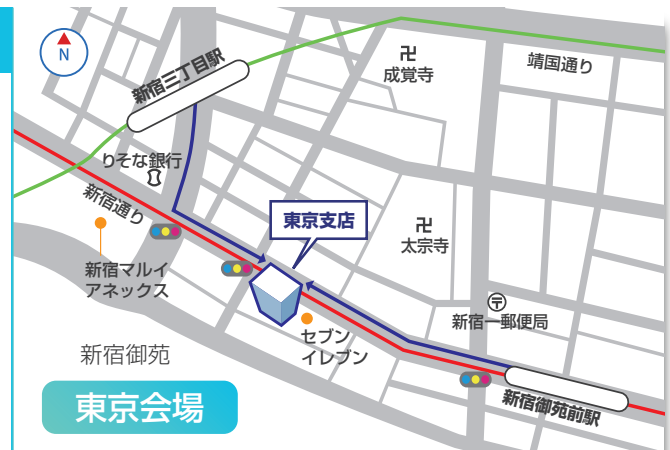 N
新宿三丁目駅
卍
成覚寺
靖国通り
りそな銀行
新宿通り
東京支店
卍
太宗寺
新宿マルイ
アネックス
〒
新宿一郵便局
セブン
イレブン
新宿御苑
新宿御苑前駅
東京会場